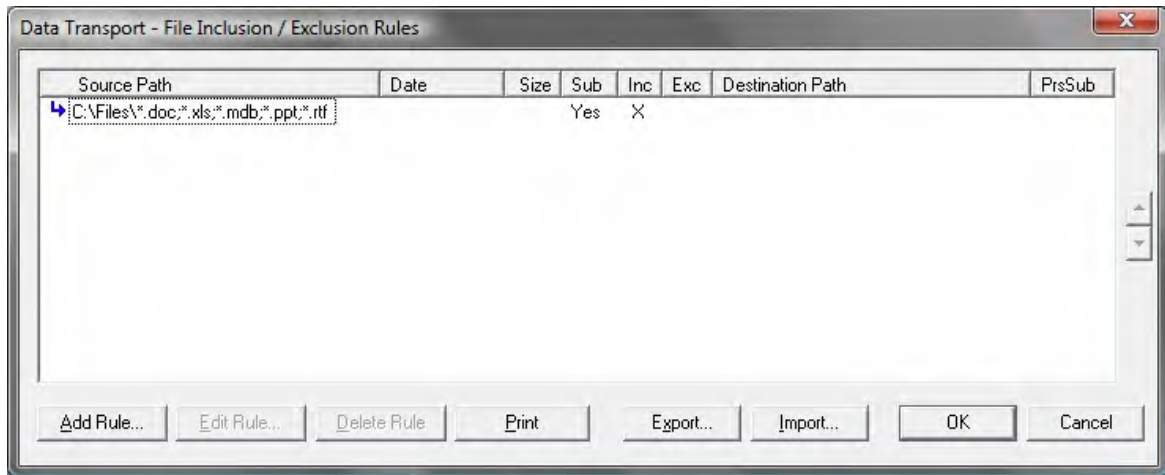 Data Transport - File Inclusion / Exclusion Rules
Source Path Date Size Sub Inc Exc Destination Path PrsSub
C:\Files\*.doc;*.xls;*.mdb;*.ppt;*.rtf Yes X
Add Rule... Edit Rule... Delete Rule Print Export... Import... OK Cancel